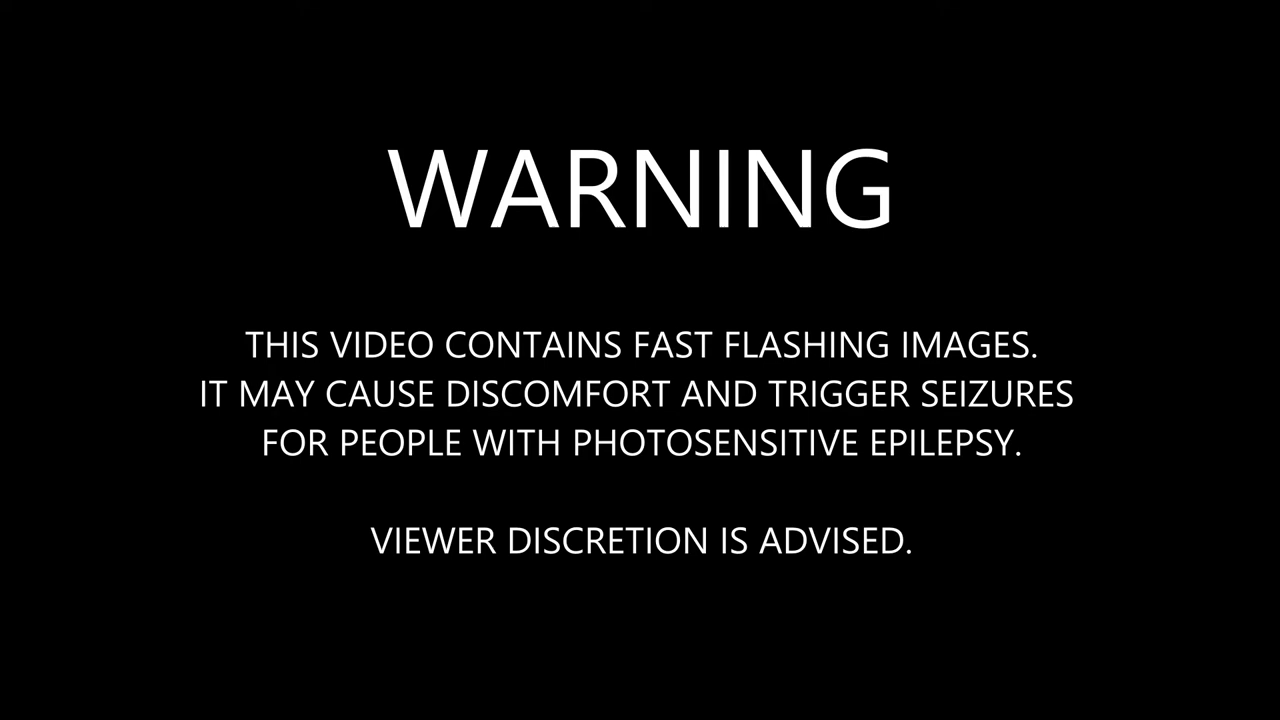 WARNING
THIS VIDEO CONTAINS FAST FLASHING IMAGES.
IT MAY CAUSE DISCOMFORT AND TRIGGER SEIZURES
FOR PEOPLE WITH PHOTOSENSITIVE EPILEPSY.
VIEWER DISCRETION IS ADVISED.